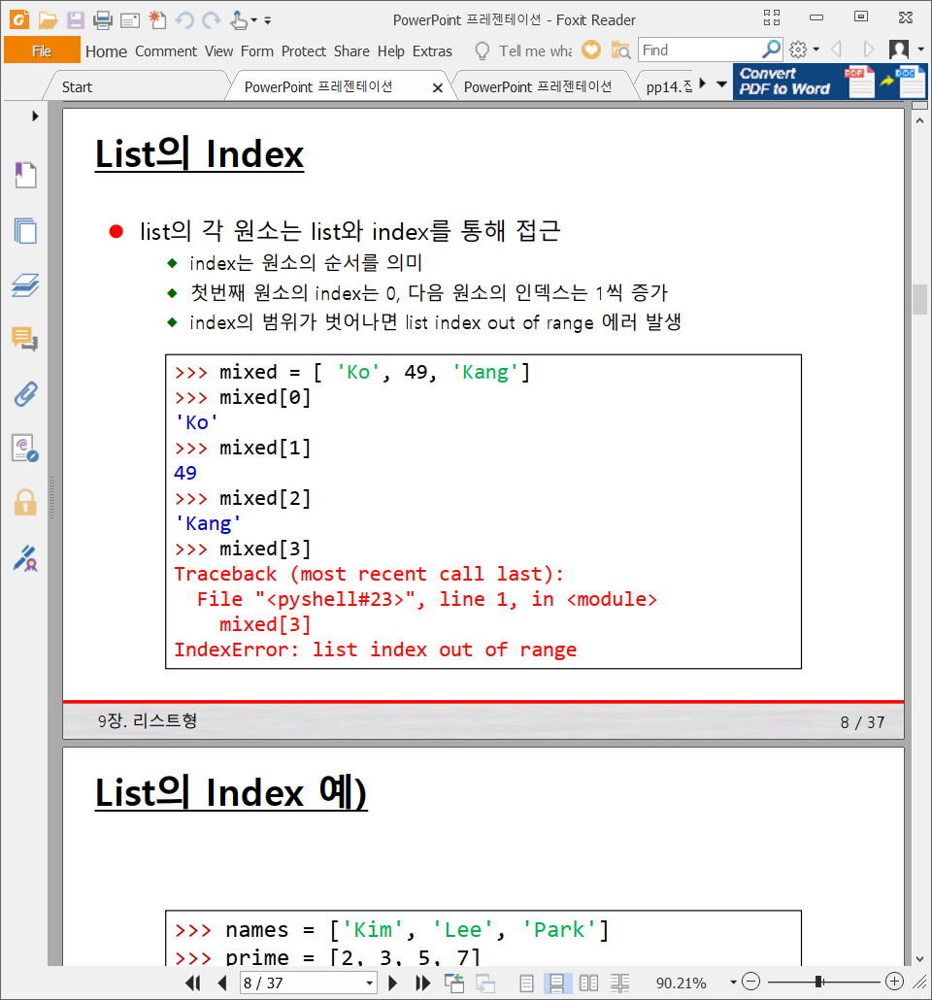 PowerPoint 프레젠테이션 - Foxit Reader
File Home Comment View Form Protect Share Help Extras Tell me wha Find
Start PowerPoint 프레젠테이션 PowerPoint 프레젠테이션 pp14.집
Convert
PDF to Word
PDF DOC
List의 Index
list의 각 원소는 list와 index를 통해 접근
index는 원소의 순서를 의미
첫번째 원소의 index는 0, 다음 원소의 인덱스는 1씩 증가
index의 범위가 벗어나면 list index out of range 에러 발생
>>> mixed = [ 'Ko', 49, 'Kang']
>>> mixed[0]
'Ko'
>>> mixed[1]
49
>>> mixed[2]
'Kang'
>>> mixed[3]
Traceback (most recent call last):
  File "<pyshell#23>", line 1, in <module>
    mixed[3]
IndexError: list index out of range
9장. 리스트형 8 / 37
List의 Index 예)
>>> names = ['Kim', 'Lee', 'Park']
>>> prime = [2, 3, 5, 7]
8 / 37 90.21%